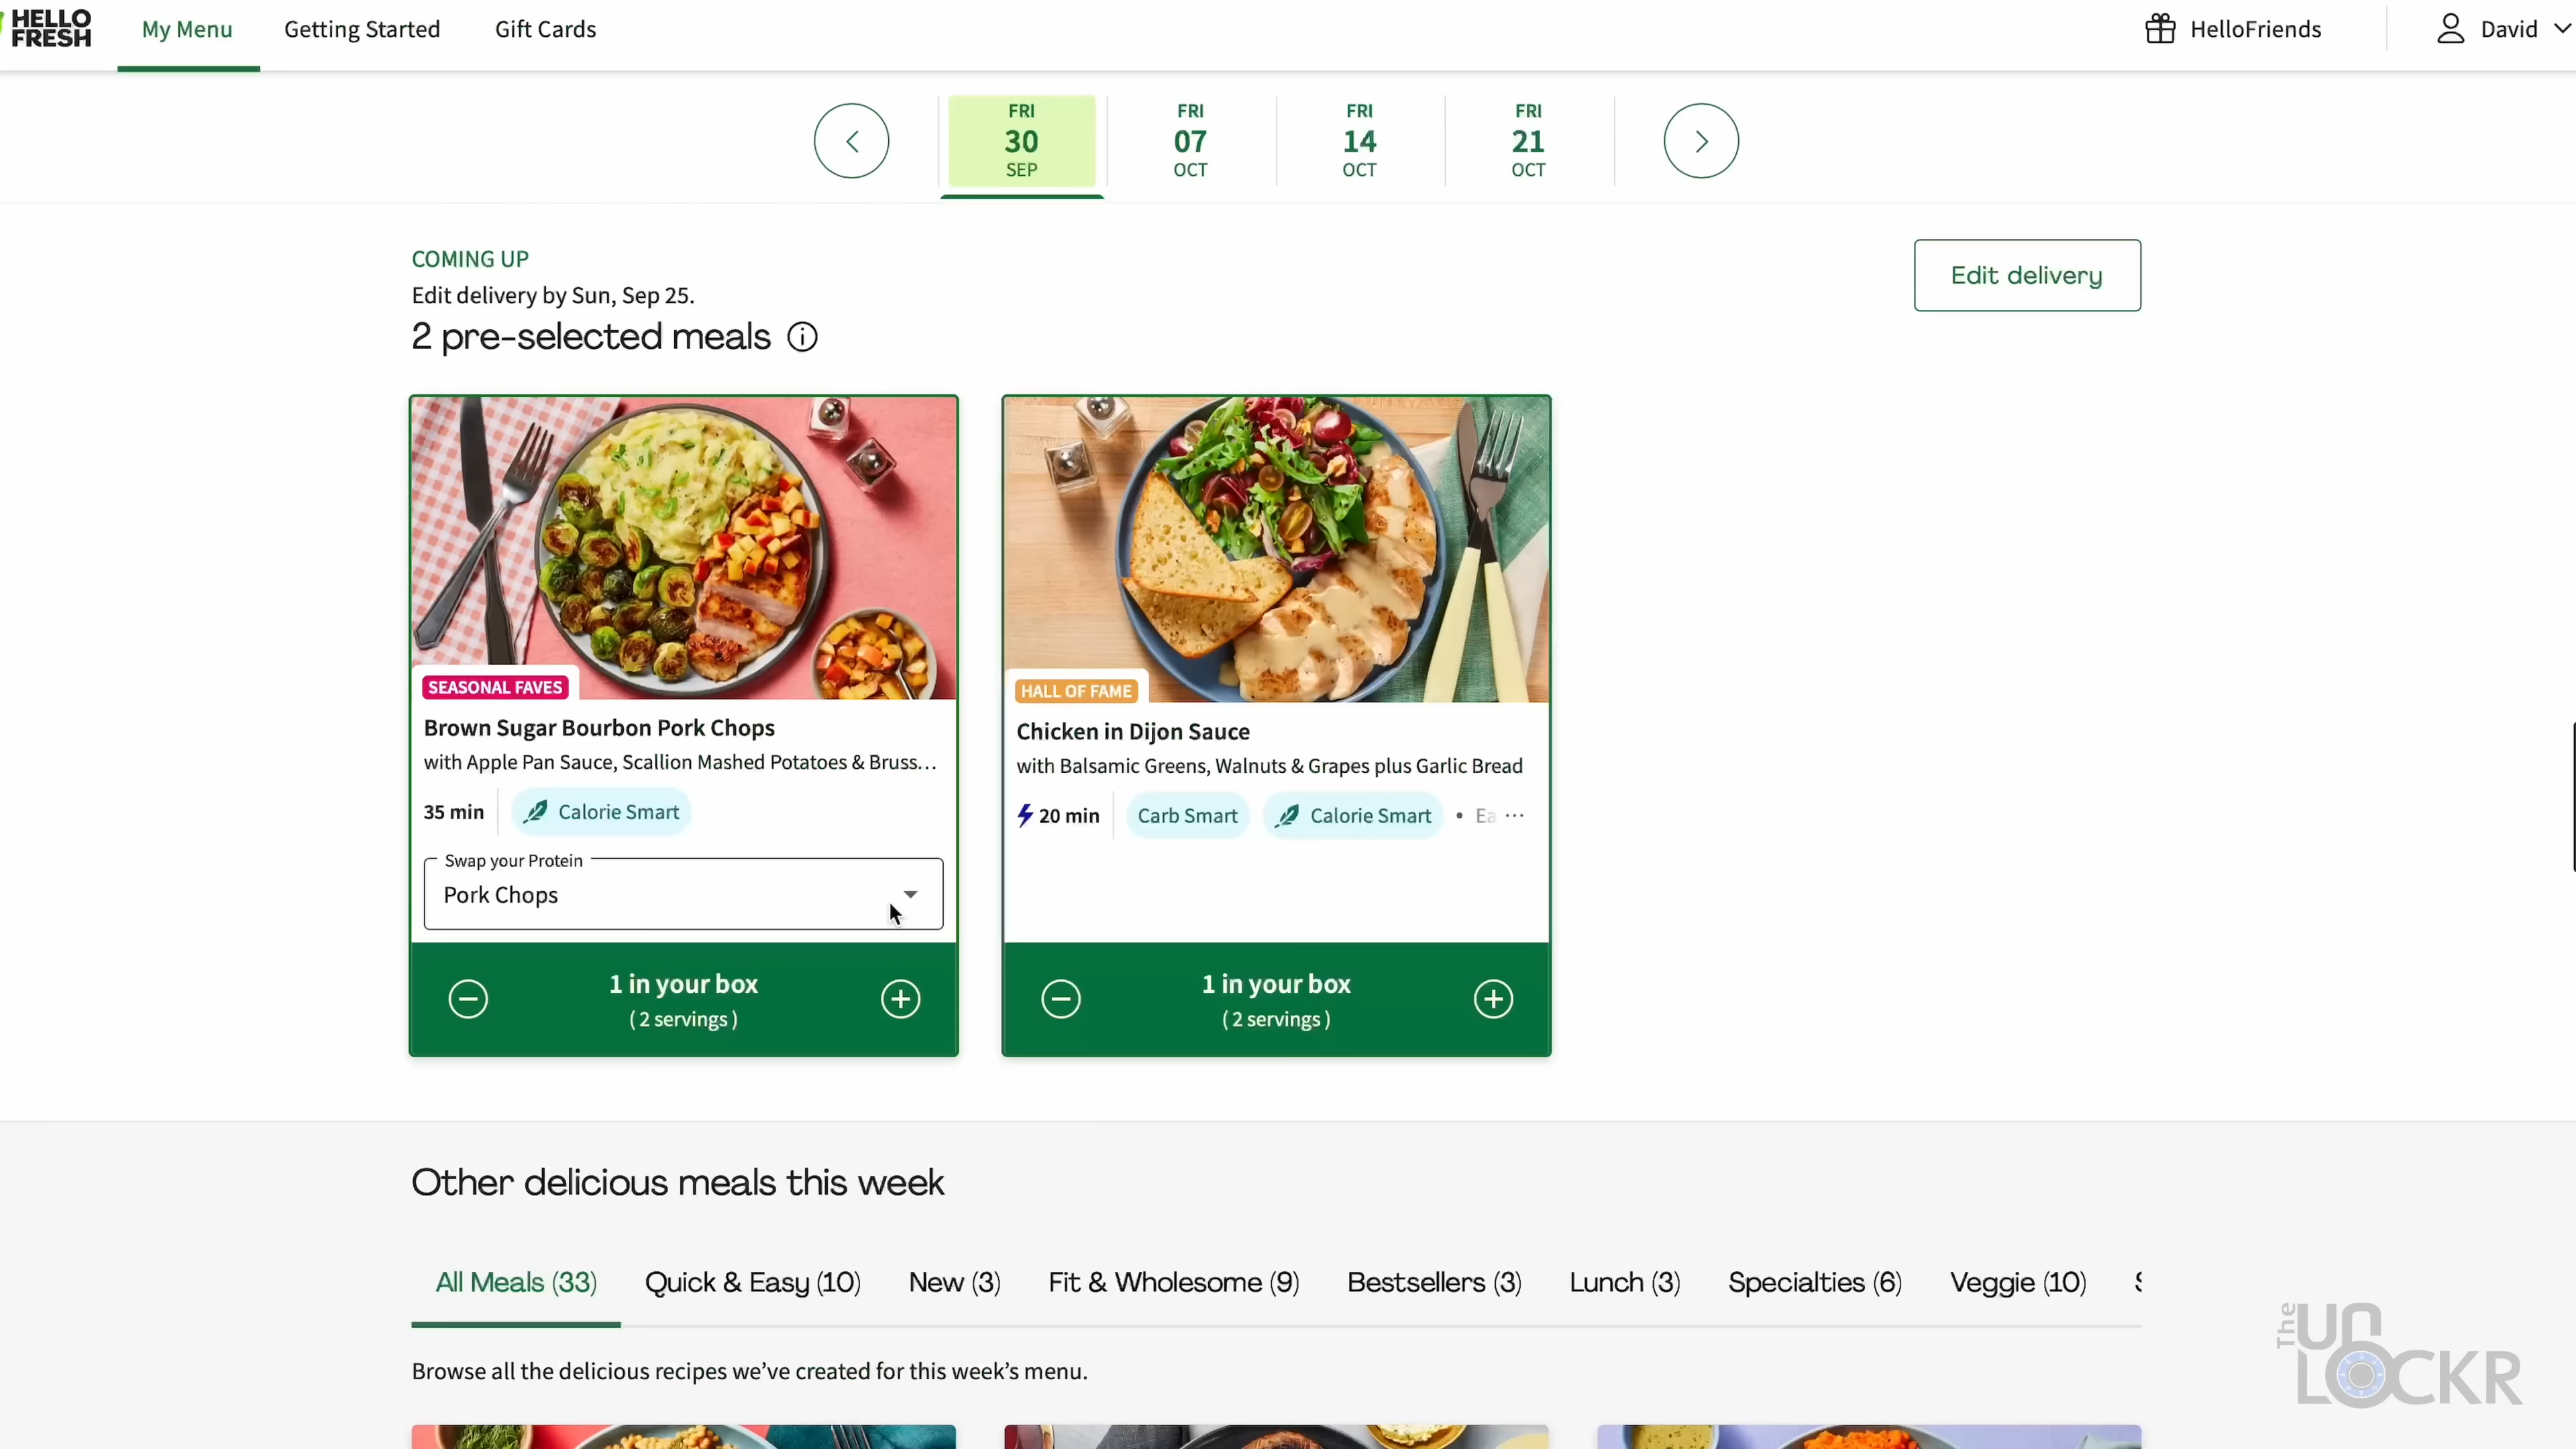 HELLO
FRESH
My Menu
Getting Started
Gift Cards
HelloFriends
David
FRI
30
SEP
FRI
07
OCT
FRI
14
OCT
FRI
21
OCT
COMING UP
Edit delivery by Sun, Sep 25.
2 pre-selected meals
Edit delivery
SEASONAL FAVES
Brown Sugar Bourbon Pork Chops
with Apple Pan Sauce, Scallion Mashed Potatoes & Bruss...
35 min
Calorie Smart
Swap your Protein
Pork Chops
1 in your box
( 2 servings )
HALL OF FAME
Chicken in Dijon Sauce
with Balsamic Greens, Walnuts & Grapes plus Garlic Bread
20 min
Carb Smart
Calorie Smart
• Ea ...
1 in your box
( 2 servings )
Other delicious meals this week
All Meals (33)
Quick & Easy (10)
New (3)
Fit & Wholesome (9)
Bestsellers (3)
Lunch (3)
Specialties (6)
Veggie (10)
Browse all the delicious recipes we've created for this week's menu.
The
UN
LOCKR